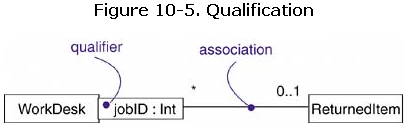 Figure 10-5. Qualification
qualifier
association
*
0..1
WorkDesk
jobID : Int
ReturnedItem